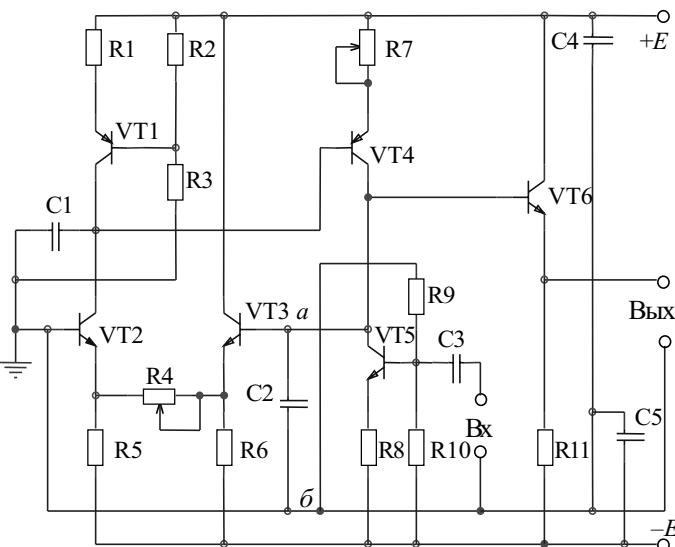 R1
R2
R7
C4
+E
VT1
VT4
R3
VT6
C1
R9
Вых
VT3
а
VT2
VT5
C3
R4
C2
Вх
C5
R5
R6
R8
R10
R11
б
–E